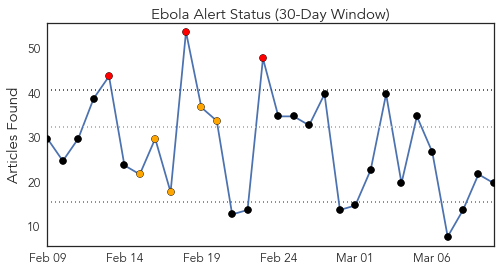 Ebola Alert Status (30-Day Window)
Articles Found
50
40
30
20
10
Feb 09 Feb 14 Feb 19 Feb 24 Mar 01 Mar 06